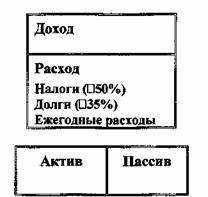 Доход
Расход
Налоги (□50%)
Долги (□35%)
Ежегодные расходы
Актив Пассив